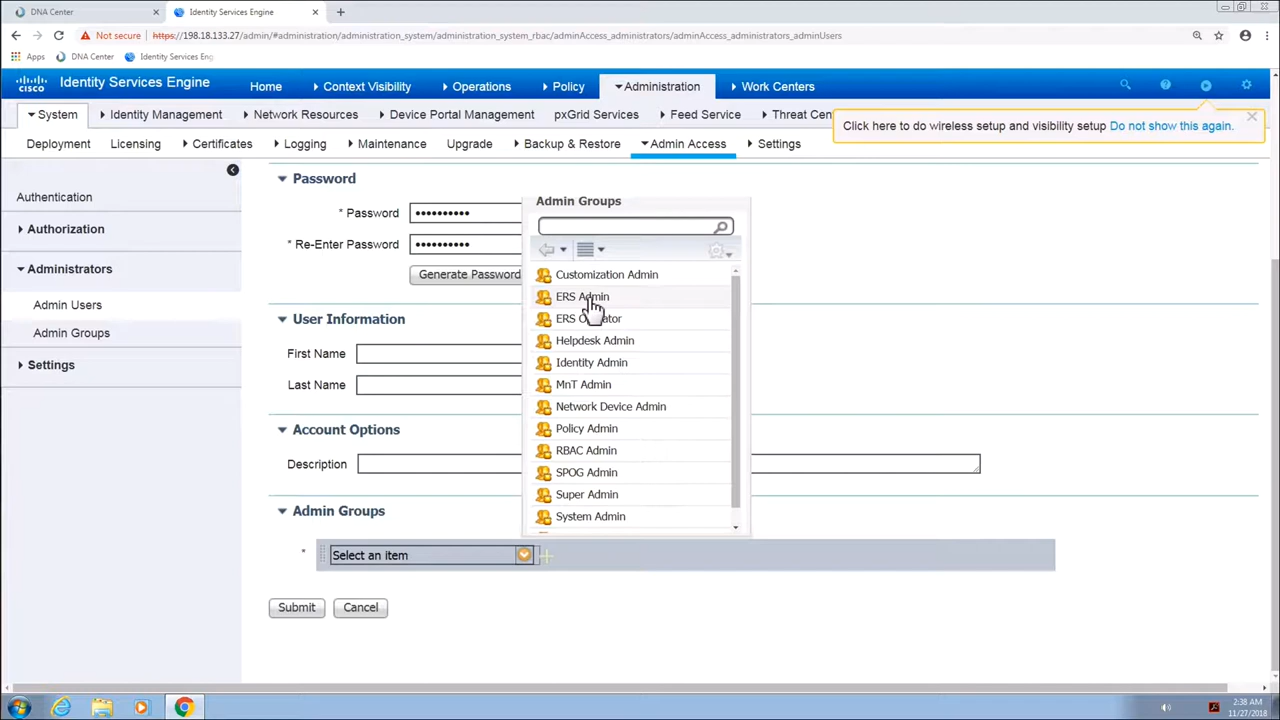 DNA Center
Identity Services Engine
Not secure https://198.18.133.27/admin/#administration/administration_system/administration_system_rbac/adminAccess_administrators/adminAccess_administrators_adminUsers
Apps DNA Center Identity Services Eng
cisco Identity Services Engine Home Context Visibility Operations Policy Administration Work Centers
System Identity Management Network Resources Device Portal Management pxGrid Services Feed Service Threat Cen
Click here to do wireless setup and visibility setup Do not show this again.
Deployment Licensing Certificates Logging Maintenance Upgrade Backup & Restore Admin Access Settings
Authentication
Authorization
Administrators
Admin Users
Admin Groups
Settings
Password
* Password ••••••••••
* Re-Enter Password ••••••••••
Generate Password
User Information
First Name
Last Name
Account Options
Description
Admin Groups
* Select an item
Submit Cancel
Admin Groups
Customization Admin
ERS Admin
ERS
Helpdesk Admin
Identity Admin
MnT Admin
Network Device Admin
Policy Admin
RBAC Admin
SPOG Admin
Super Admin
System Admin
2:38 AM
11/27/2018